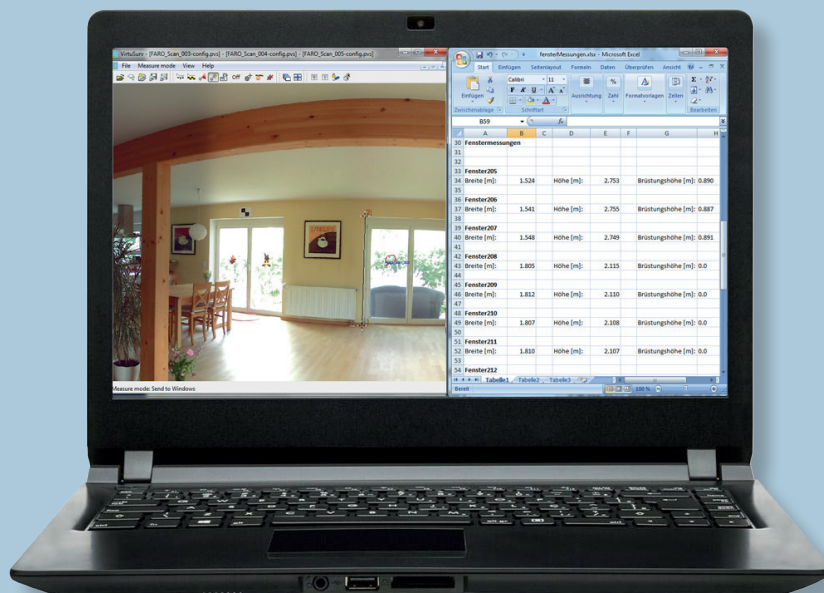 VirtuSurv - [FARO_Scan_003-config.pvs] - [FARO_Scan_004-config.pvs] - [FARO_Scan_005-config.pvs]
File Measure mode View Help
Off
Measure mode: Send to Windows
fensterMessungen.xlsx - Microsoft Excel
Start Einfügen Seitenlayout Formeln Daten Überprüfen Ansicht
Calibri 11
Einfügen
F K U
Ausrichtung Zahl Formatvorlagen Zellen
Zwischenablage Schriftart Bearbeiten
B59 fx
A B C D E F G H
30 Fenstermessungen
31
32
33 Fenster205
34 Breite [m]: 1.524 Höhe [m]: 2.753 Brüstungshöhe [m]: 0.890
35
36 Fenster206
37 Breite [m]: 1.541 Höhe [m]: 2.755 Brüstungshöhe [m]: 0.887
38
39 Fenster207
40 Breite [m]: 1.548 Höhe [m]: 2.749 Brüstungshöhe [m]: 0.891
41
42 Fenster208
43 Breite [m]: 1.805 Höhe [m]: 2.115 Brüstungshöhe [m]: 0.0
44
45 Fenster209
46 Breite [m]: 1.812 Höhe [m]: 2.110 Brüstungshöhe [m]: 0.0
47
48 Fenster210
49 Breite [m]: 1.807 Höhe [m]: 2.108 Brüstungshöhe [m]: 0.0
50
51 Fenster211
52 Breite [m]: 1.810 Höhe [m]: 2.107 Brüstungshöhe [m]: 0.0
53
54 Fenster212
Tabelle1 Tabelle2 Tabelle3
Bereit 100 %